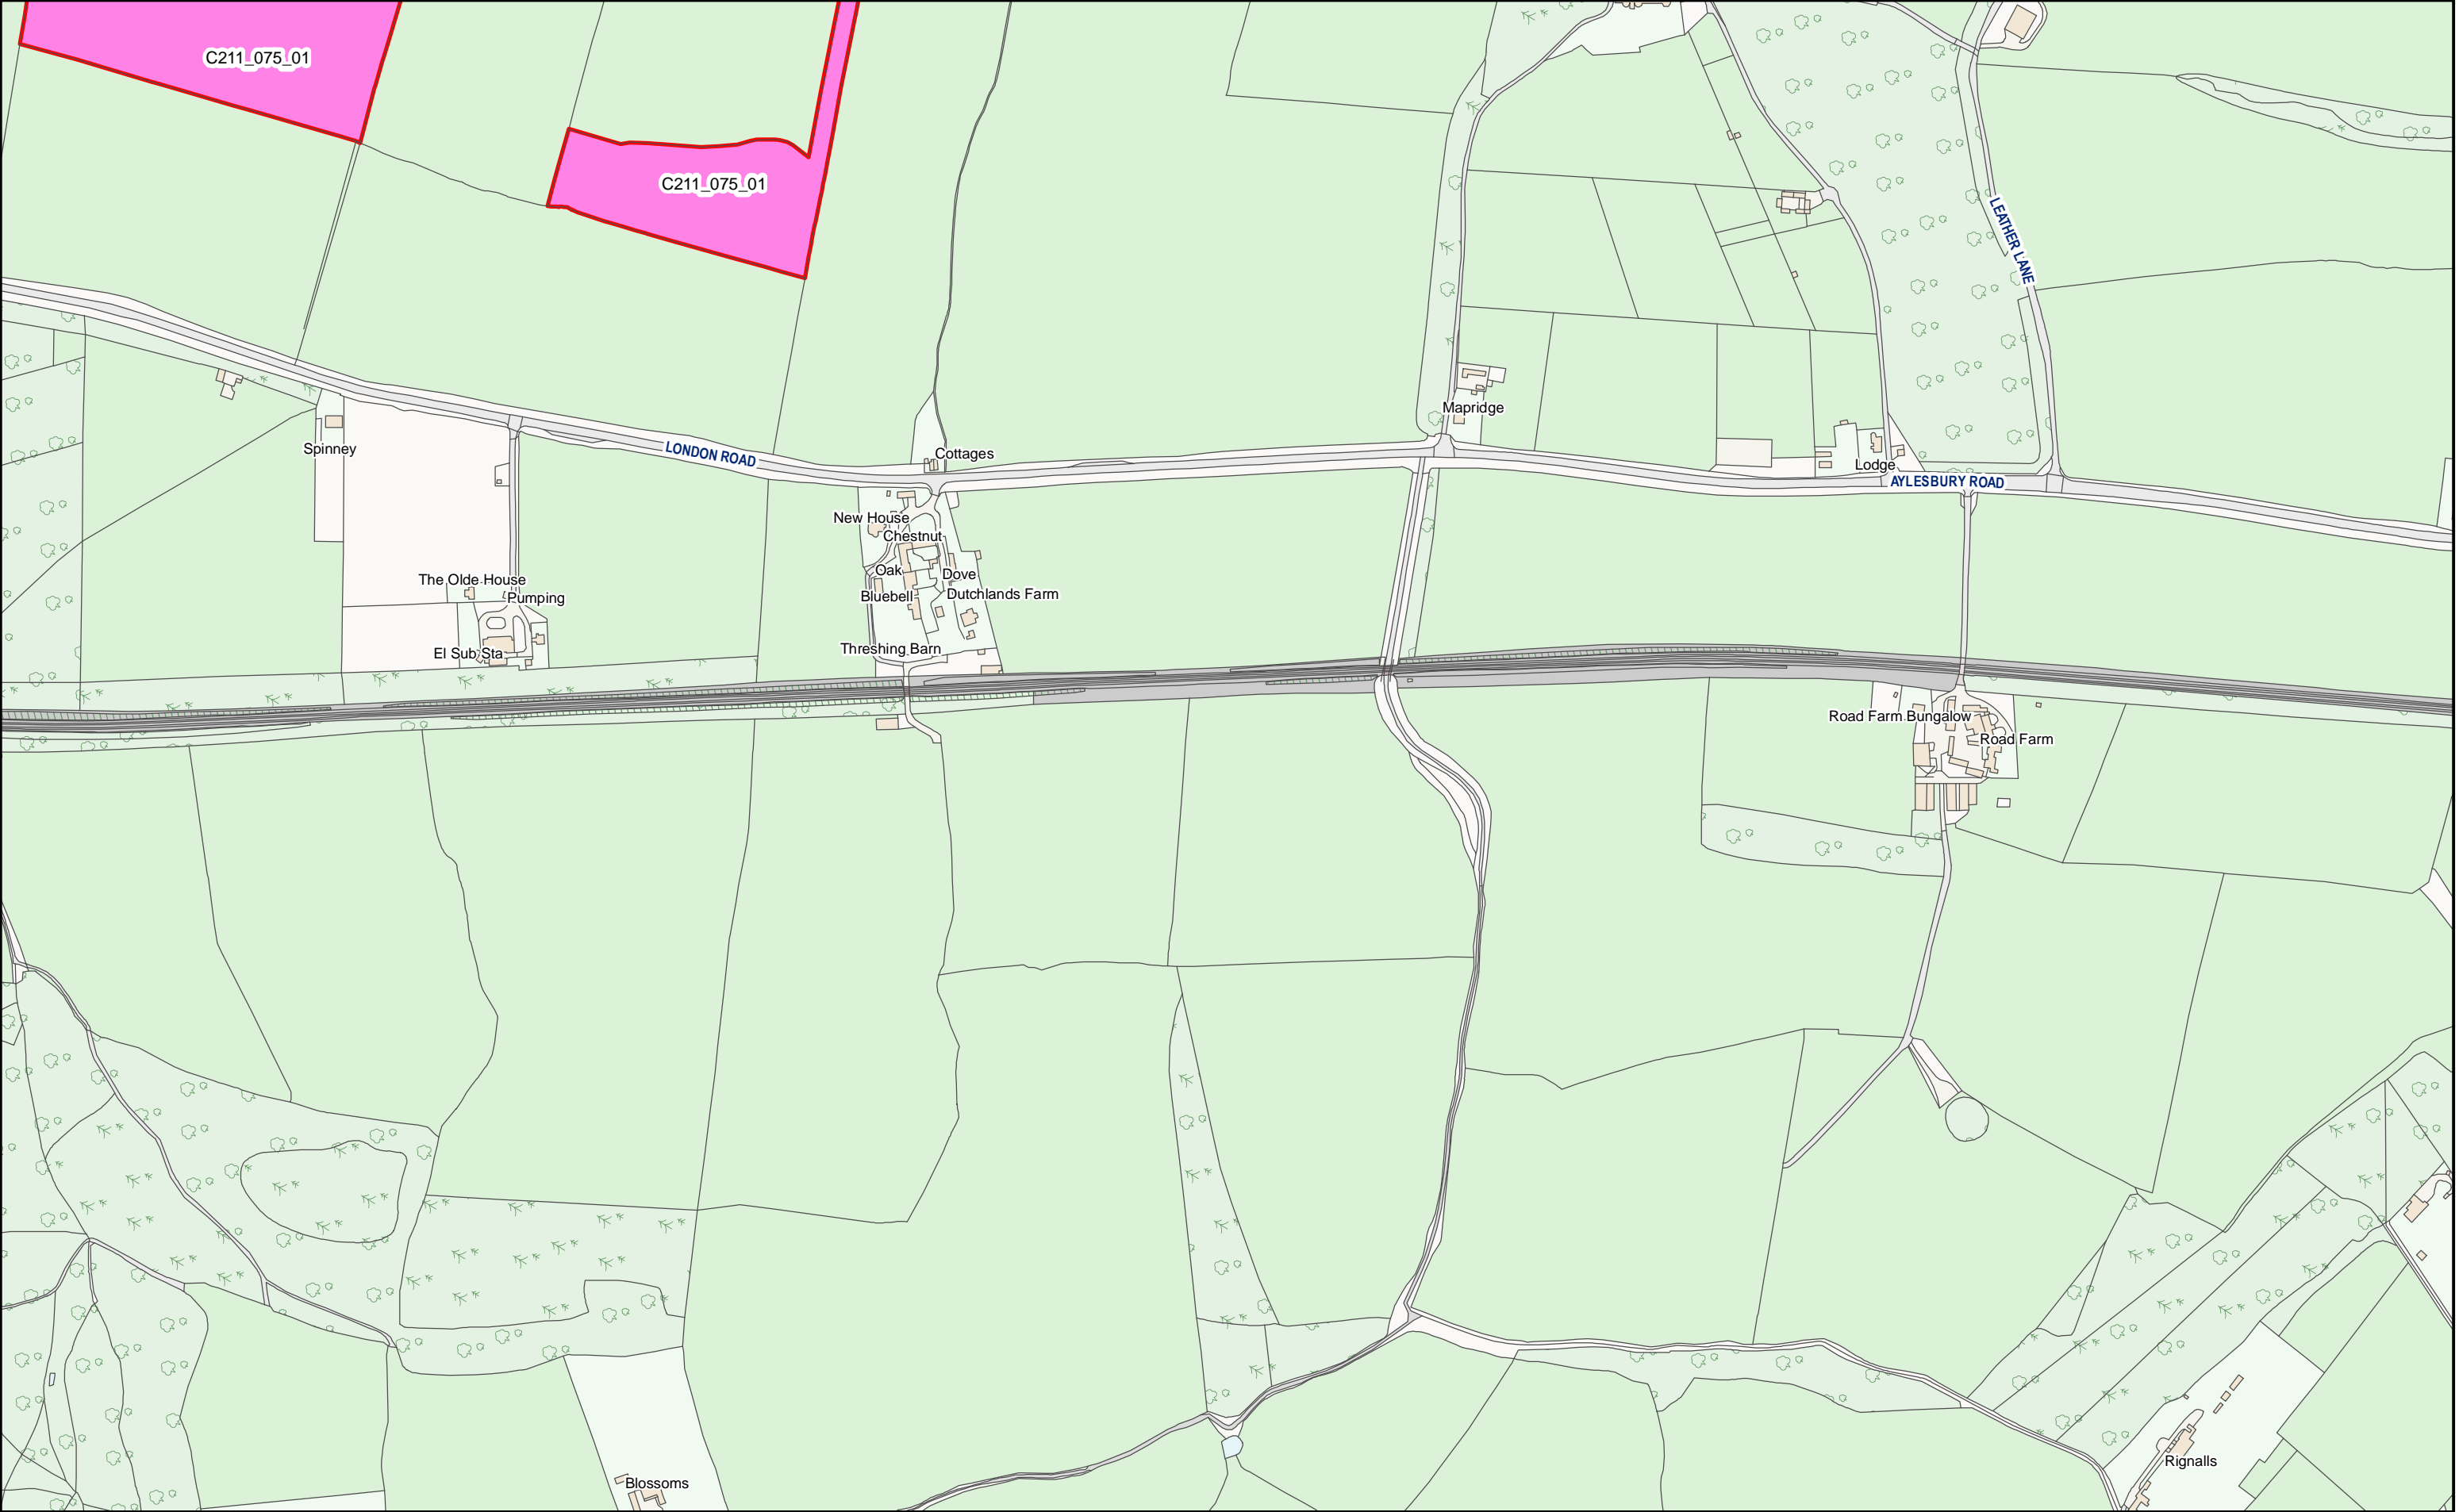 C211_075_01
C211_075_01
LEATHER LANE
Mapridge
Spinney
LONDON ROAD
Cottages
Lodge
AYLESBURY ROAD
New House
Chestnut
Oak
Dove
The Olde House
Pumping
Bluebell
Dutchlands Farm
El Sub Sta
Threshing Barn
Road Farm Bungalow
Road Farm
Rignalls
Blossoms